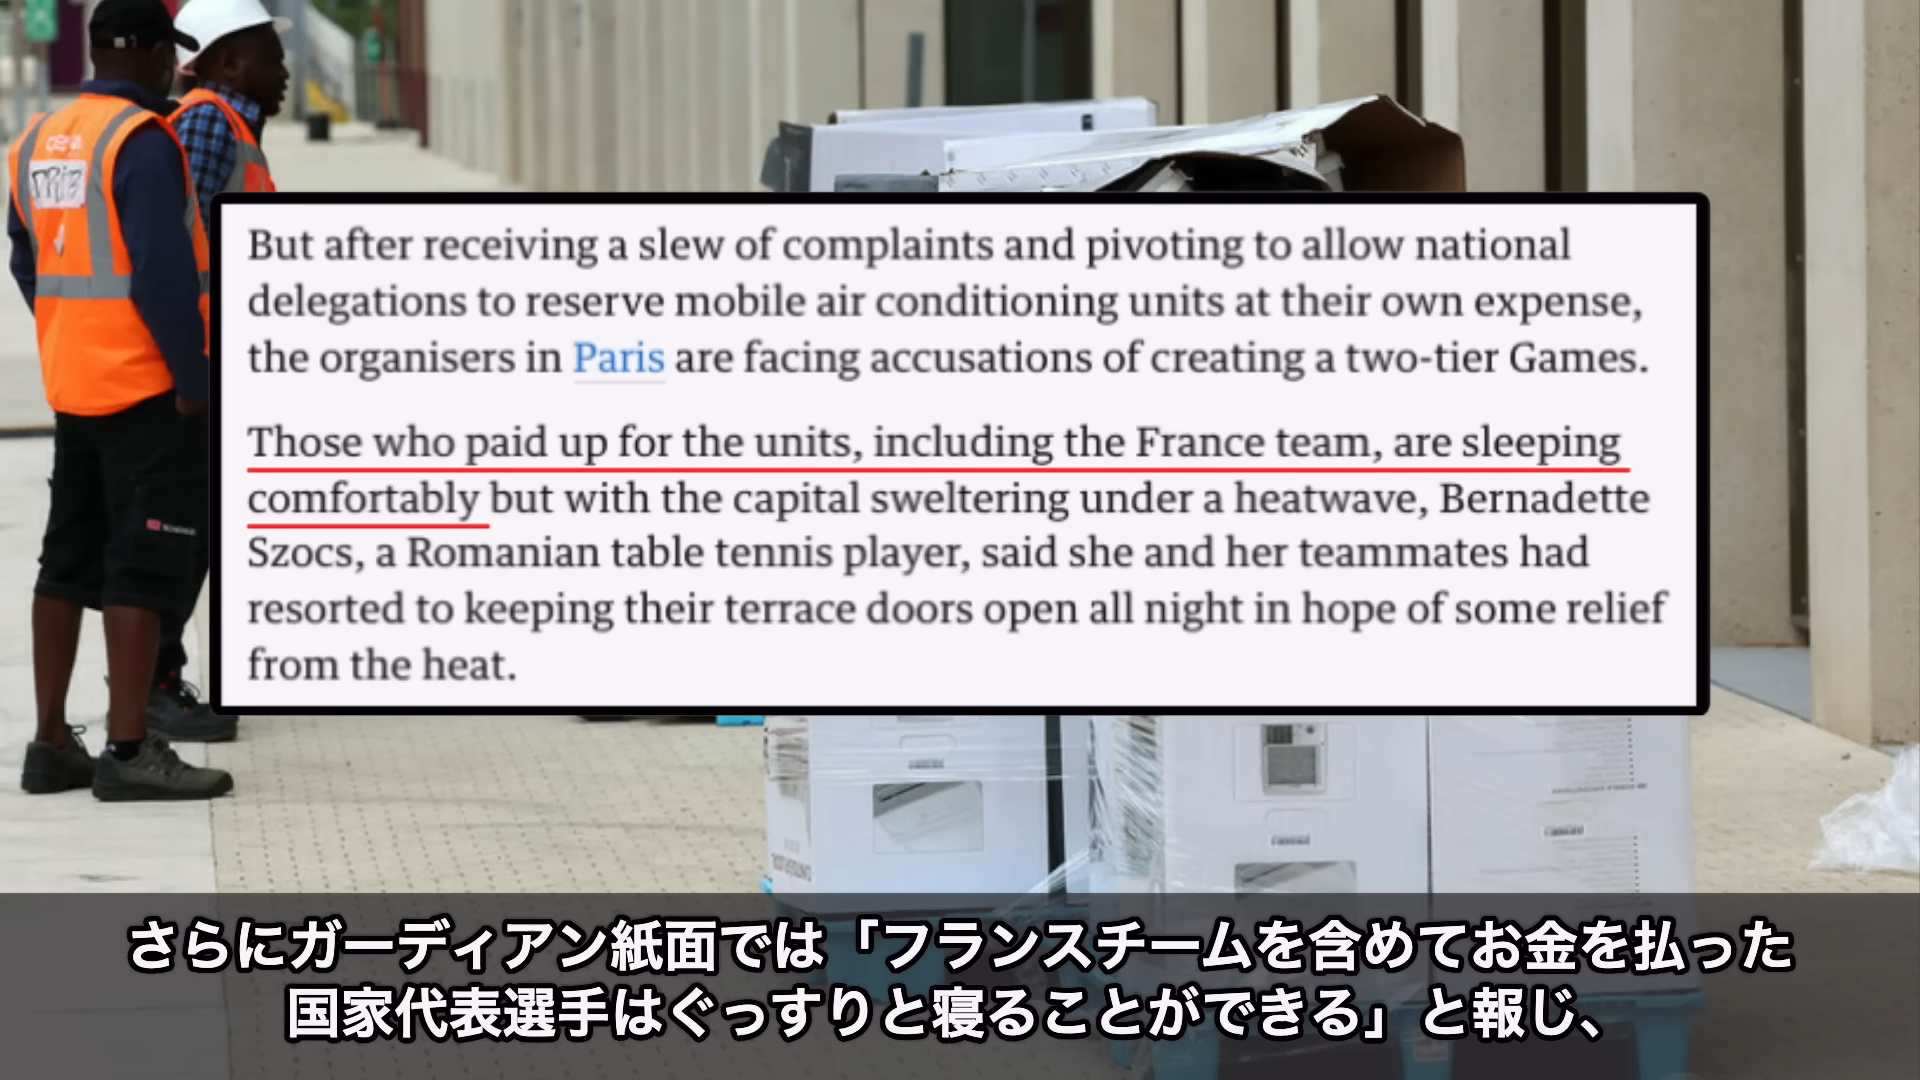 But after receiving a slew of complaints and pivoting to allow national
delegations to reserve mobile air conditioning units at their own expense,
the organisers in Paris are facing accusations of creating a two-tier Games.
Those who paid up for the units, including the France team, are sleeping
comfortably but with the capital sweltering under a heatwave, Bernadette
Szocs, a Romanian table tennis player, said she and her teammates had
resorted to keeping their terrace doors open all night in hope of some relief
from the heat.
さらにガーディアン紙面では「フランスチームを含めてお金を払った
国家代表選手はぐっすりと寝ることができる」と報じ、